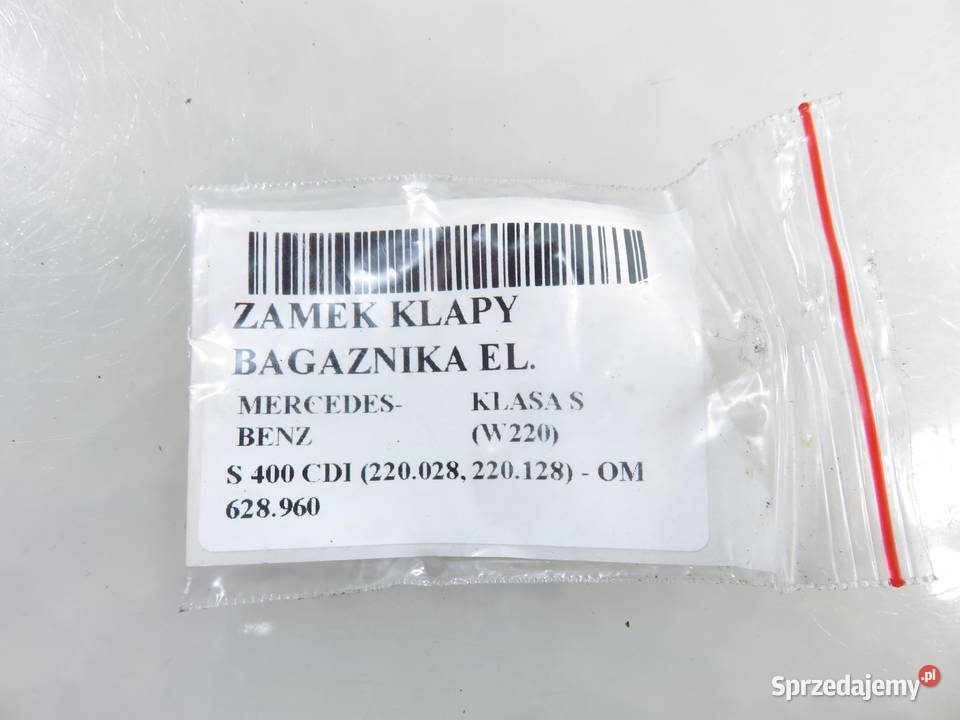 ZAMEK KLAPY
BAGAZNIKA EL.
MERCEDES-
BENZ
KLASA S
(W220)
S 400 CDI (220.028, 220.128) - OM
628.960
Sprzedajemy.pl